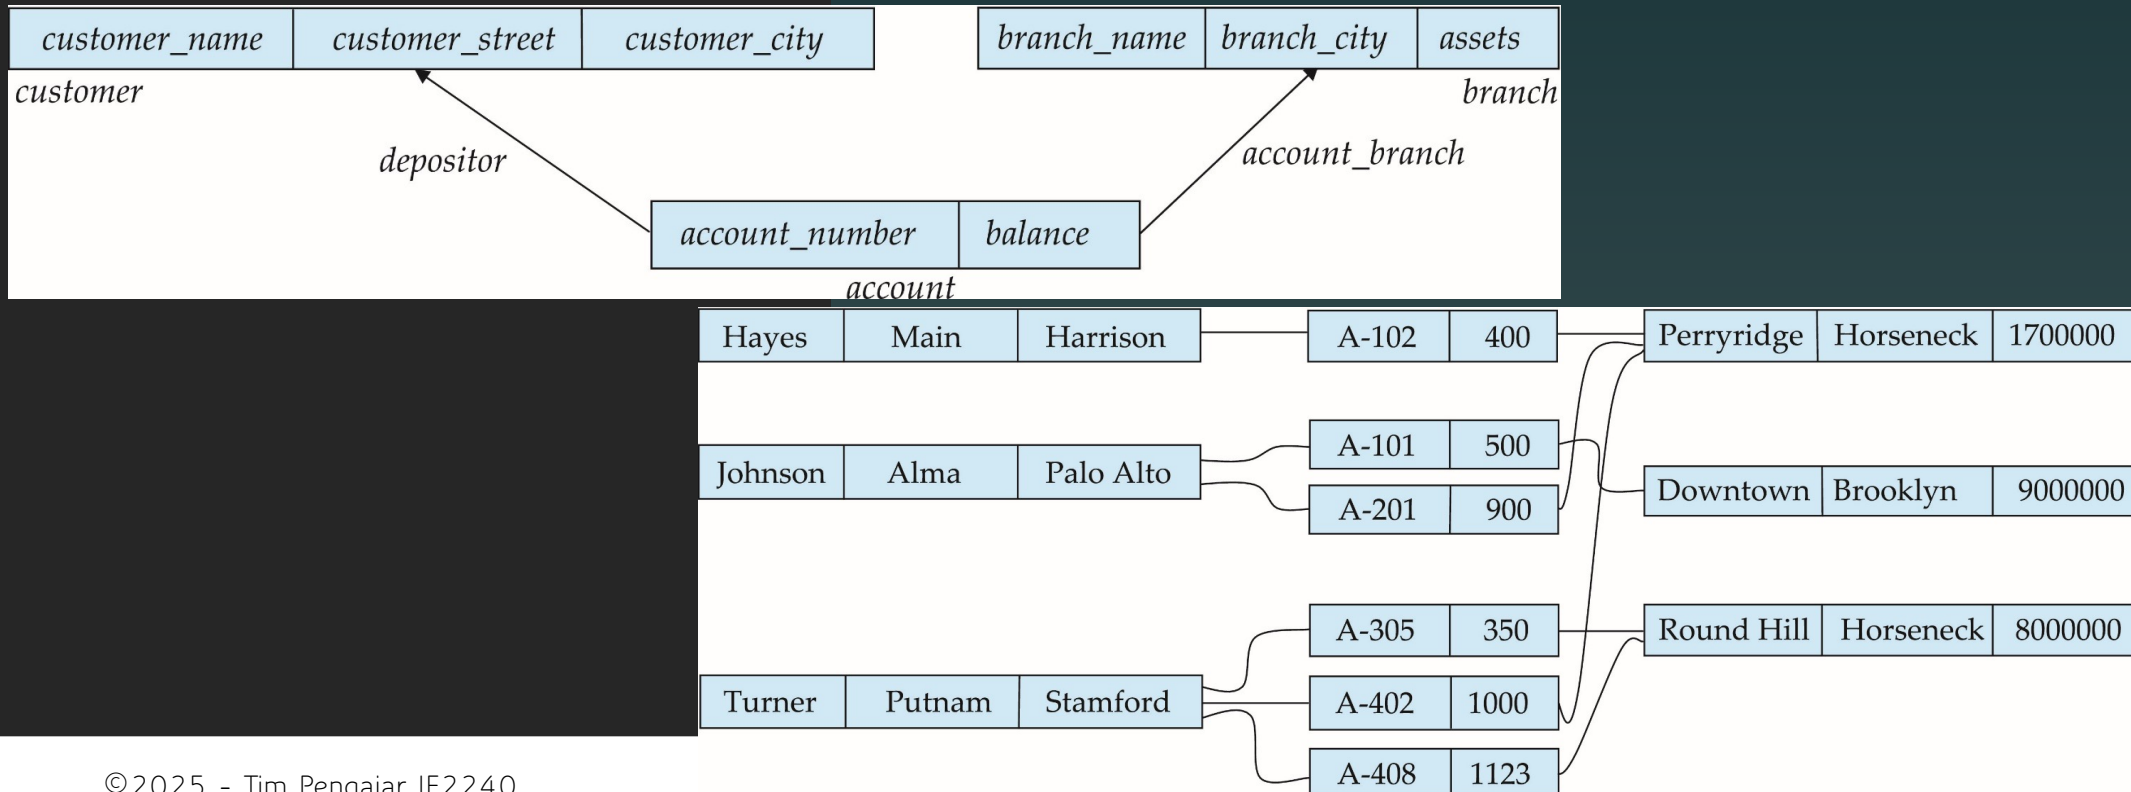 customer_name customer_street customer_city branch_name branch_city assets
customer branch
depositor account_branch
account_number balance
account
Hayes Main Harrison A-102 400 Perryridge Horseneck 1700000
A-101 500
Johnson Alma Palo Alto Downtown Brooklyn 9000000
A-201 900
A-305 350 Round Hill Horseneck 8000000
Turner Putnam Stamford A-402 1000
A-408 1123
©2025 - Tim Pengajar IF2240